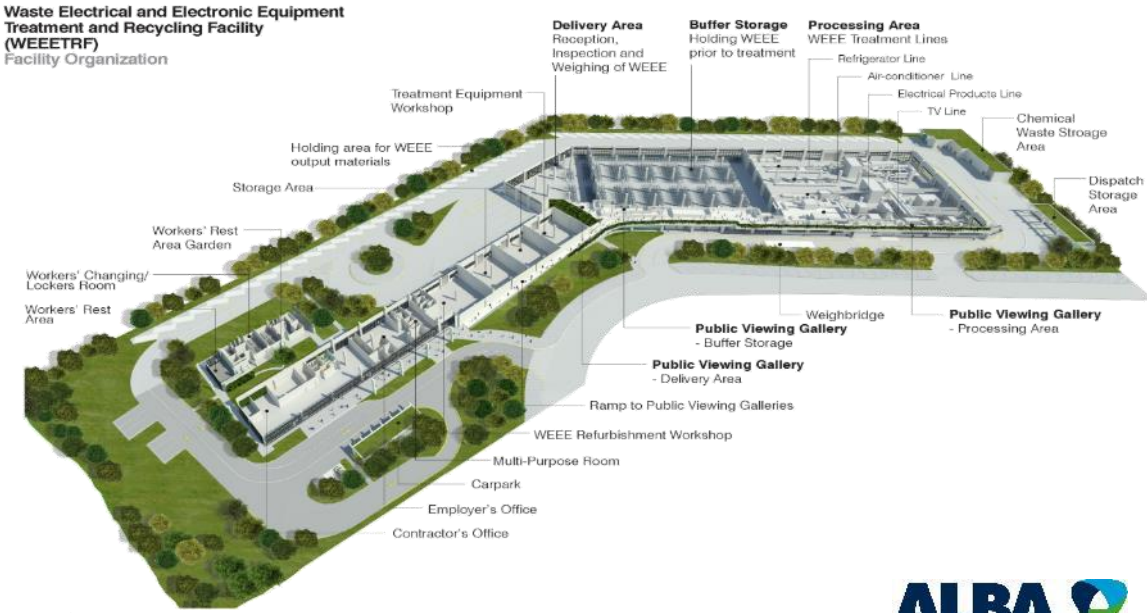 Waste Electrical and Electronic Equipment
Treatment and Recycling Facility
(WEEETRF)
Facility Organization
Delivery Area
Reception,
Inspection and
Weighing of WEEE
Buffer Storage
Holding WEEE
prior to treatment
Processing Area
WEEE Treatment Lines
Refrigerator Line
Air-conditioner Line
Electrical Products Line
TV Line
Chemical
Waste Stroage
Area
Dispatch
Storage
Area
Treatment Equipment
Workshop
Holding area for WEEE
output materials
Storage Area
Workers' Rest
Area Garden
Workers' Changing/
Lockers Room
Workers' Rest
Area
Weighbridge
Public Viewing Gallery
- Processing Area
Public Viewing Gallery
- Buffer Storage
Public Viewing Gallery
- Delivery Area
Ramp to Public Viewing Galleries
WEEE Refurbishment Workshop
Multi-Purpose Room
Carpark
Employer's Office
Contractor's Office
ALBA